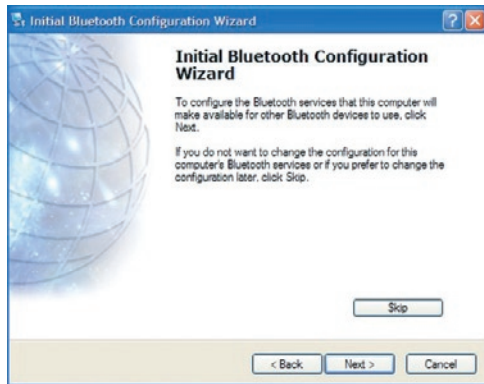 Initial Bluetooth Configuration Wizard
Initial Bluetooth Configuration
Wizard
To configure the Bluetooth services that this computer will
make available for other Bluetooth devices to use, click
Next.
If you do not want to change the configuration for this
computer's Bluetooth services or if you prefer to change the
configuration later, click Skip.
Skip
< Back Next > Cancel